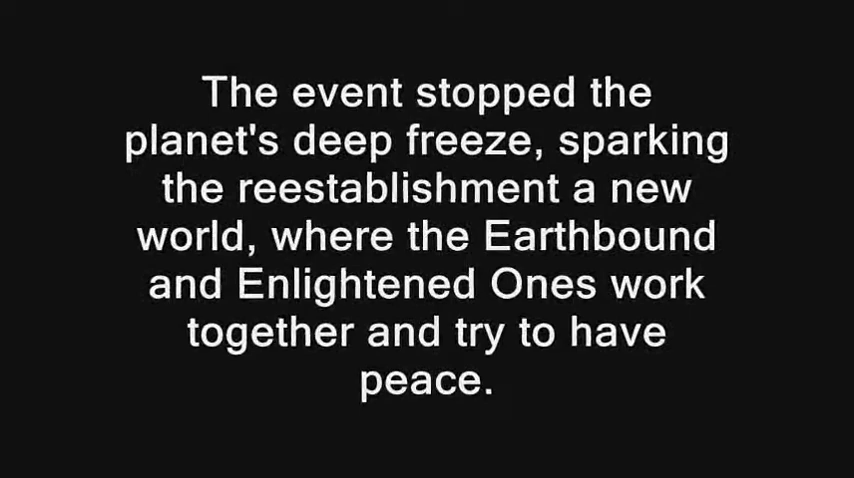 The event stopped the
planet's deep freeze, sparking
the reestablishment a new
world, where the Earthbound
and Enlightened Ones work
together and try to have
peace.